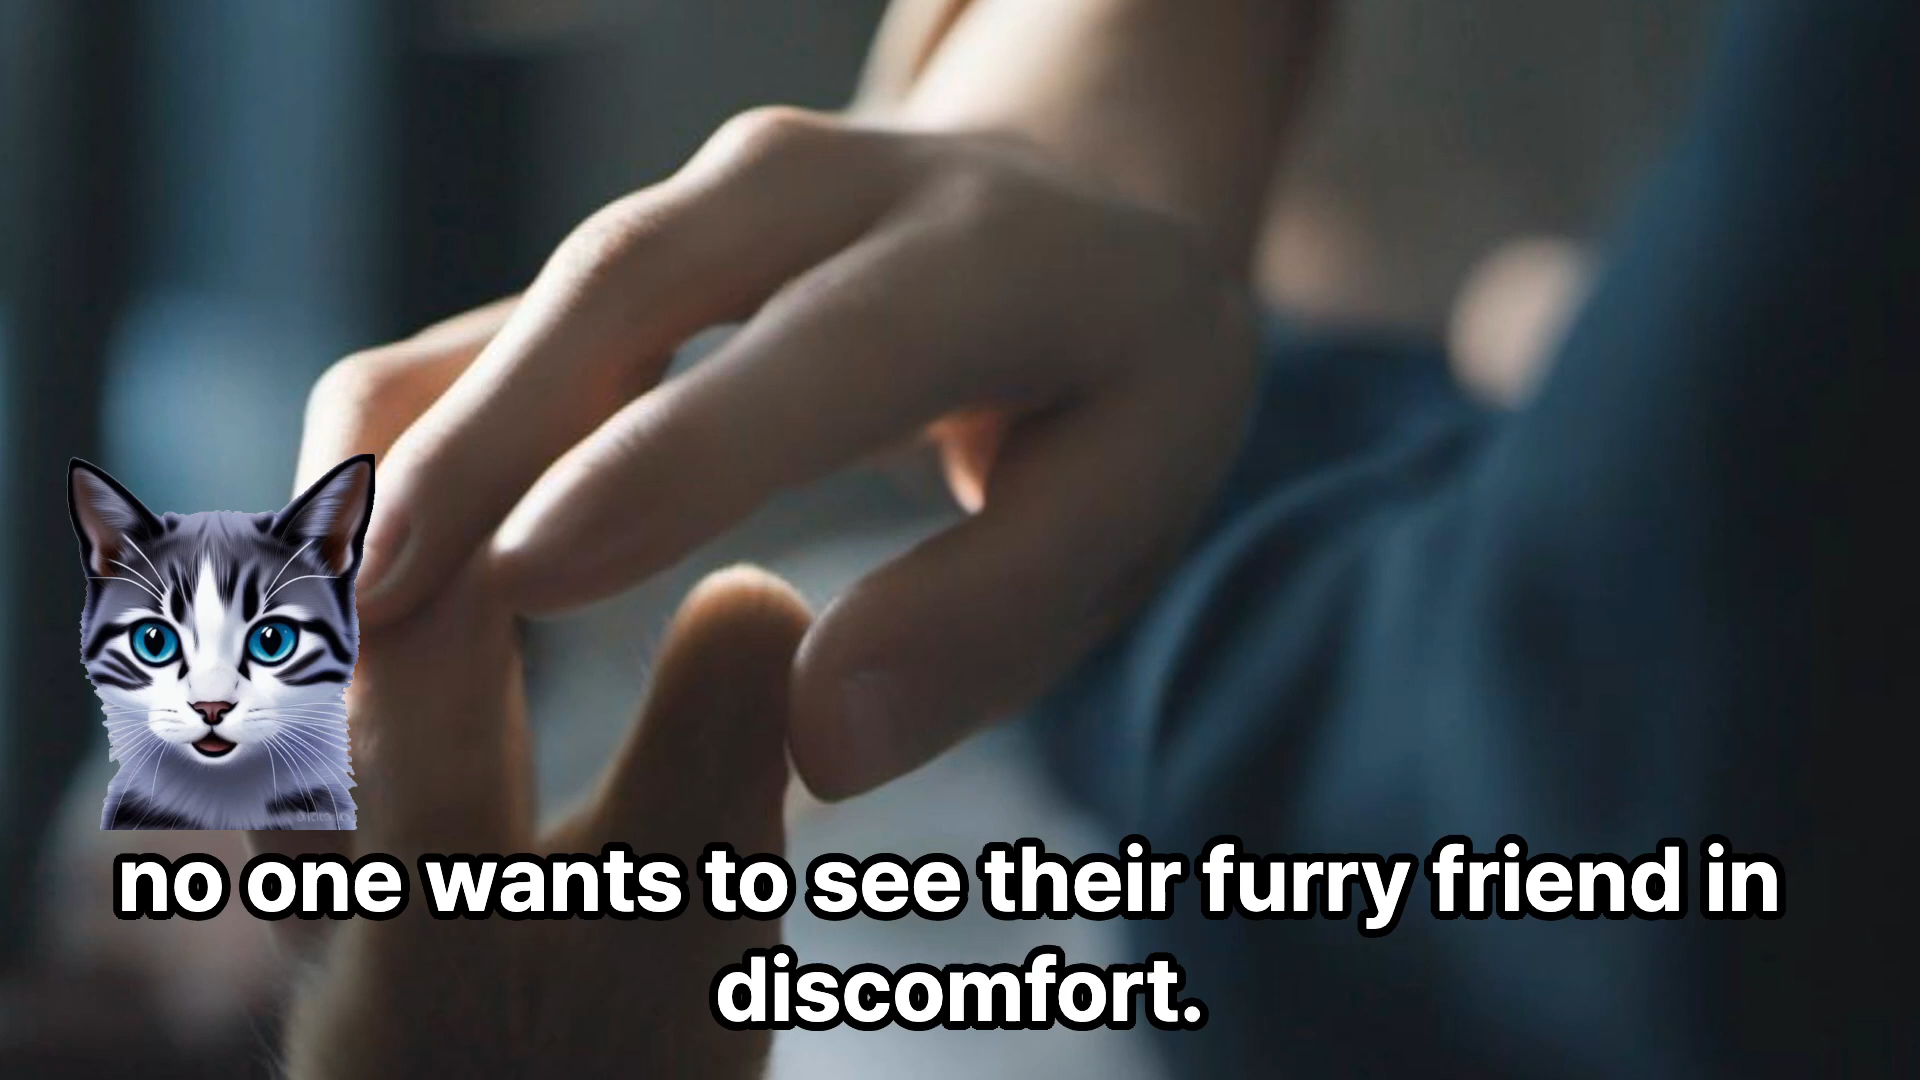 no one wants to see their furry friend in
discomfort.